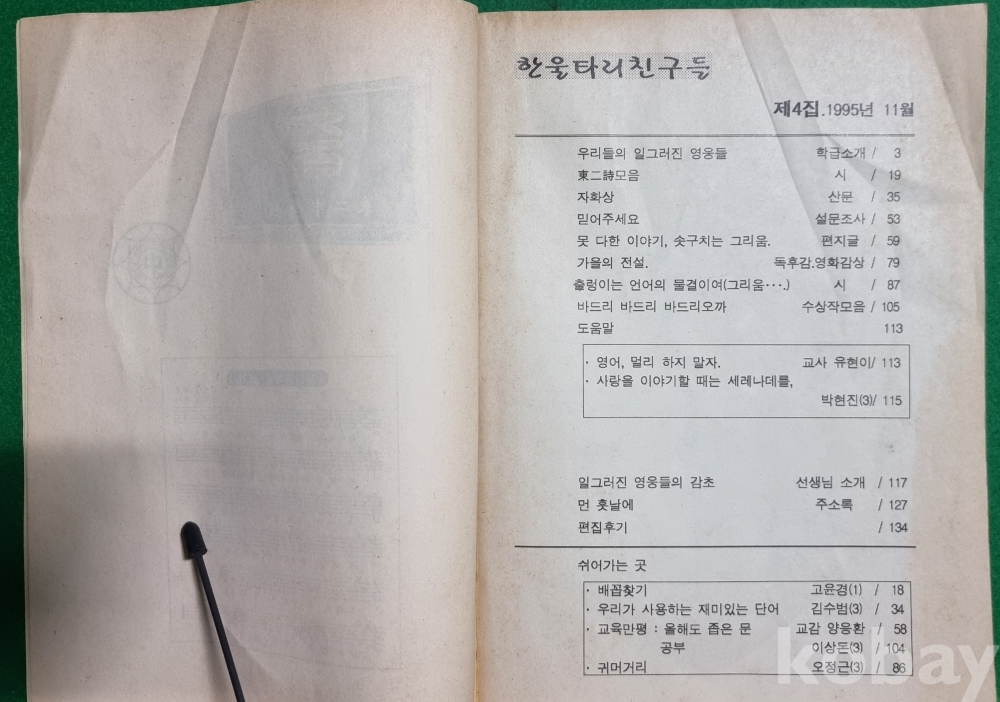 한울타리친구들
제4집.1995년 11월
우리들의 일그러진 영웅들 학급소개 / 3
東二詩모음 시 / 19
자화상 산문 / 35
믿어주세요 설문조사 / 53
못 다한 이야기, 솟구치는 그리움. 편지글 / 59
가을의 전설. 독후감.영화감상 / 79
출렁이는 언어의 물결이여(그리움···.) 시 / 87
바드리 바드리 바드리오까 수상작모음 / 105
도움말 113
· 영어, 멀리 하지 말자. 교사 유현이/ 113
· 사랑을 이야기할 때는 세레나데를,
박현진(3)/ 115
일그러진 영웅들의 감초 선생님 소개 / 117
먼 훗날에 주소록 / 127
편집후기 / 134
쉬어가는 곳
· 배꼽찾기 고윤경(1) / 18
· 우리가 사용하는 재미있는 단어 김수범(3) / 34
· 교육만평 : 올해도 좁은 문 교감 양응환 / 58
공부 이상돈(3) / 104
· 귀머거리 오정근(3) / 86
kobay